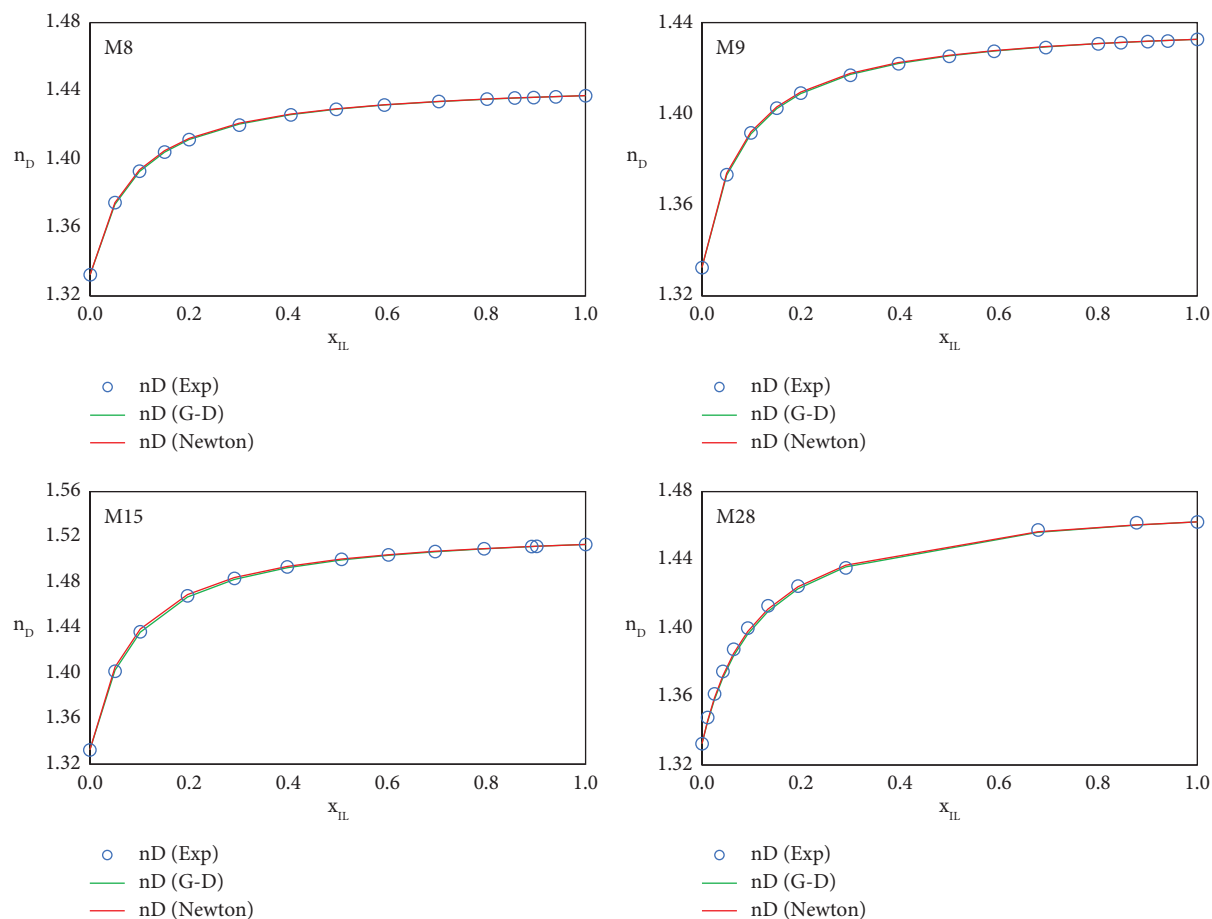 M8
1.48
1.44
1.40
1.36
1.32
n_D
0.0 0.2 0.4 0.6 0.8 1.0
x_IL
nD (Exp)
nD (G-D)
nD (Newton)
M9
1.44
1.40
1.36
1.32
n_D
0.0 0.2 0.4 0.6 0.8 1.0
x_IL
nD (Exp)
nD (G-D)
nD (Newton)
M15
1.56
1.52
1.48
1.44
1.40
1.36
1.32
n_D
0.0 0.2 0.4 0.6 0.8 1.0
x_IL
nD (Exp)
nD (G-D)
nD (Newton)
M28
1.48
1.44
1.40
1.36
1.32
n_D
0.0 0.2 0.4 0.6 0.8 1.0
x_IL
nD (Exp)
nD (G-D)
nD (Newton)